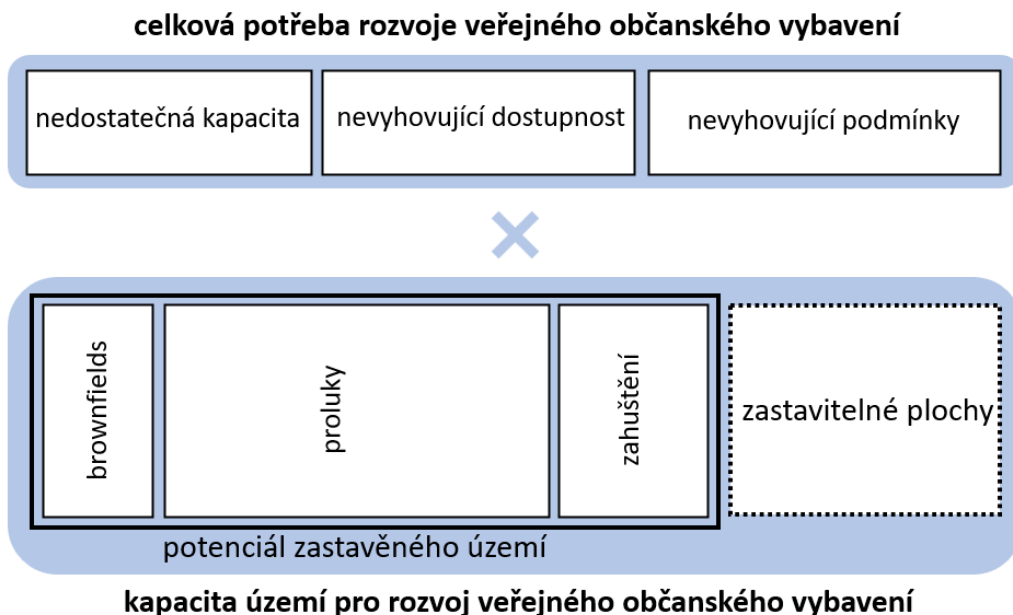 celková potřeba rozvoje veřejného občanského vybavení
nedostatečná kapacita
nevyhovující dostupnost
nevyhovující podmínky
brownfields
proluky
zahuštění
zastavitelné plochy
potenciál zastavěného území
kapacita území pro rozvoj veřejného občanského vybavení